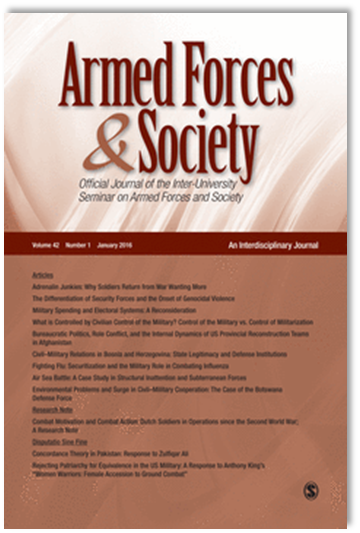 Armed Forces
& Society
Official Journal of the Inter-University
Seminar on Armed Forces and Society
Volume 42 Number 1 January 2016 An Interdisciplinary Journal
Articles
Adrenalin Junkies: Why Soldiers Return from War Wanting More
The Differentiation of Security Forces and the Onset of Genocidal Violence
Military Spending and Electoral Systems: A Reconsideration
What is Controlled by Civilian Control of the Military? Control of the Military vs. Control of Militarization
Bureaucratic Politics, Role Conflict, and the Internal Dynamics of US Provincial Reconstruction Teams
in Afghanistan
Civil–Military Relations in Bosnia and Herzegovina: State Legitimacy and Defense Institutions
Fighting Flu: Securitization and the Military Role in Combating Influenza
Air Sea Battle: A Case Study in Structural Inattention and Subterranean Forces
Environmental Problems and Surge in Civil–Military Cooperation: The Case of the Botswana
Defense Force
Research Note
Combat Motivation and Combat Action: Dutch Soldiers in Operations since the Second World War;
A Research Note
Disputatio Sine Fine
Concordance Theory in Pakistan: Response to Zulfiqar Ali
Rejecting Patriarchy for Equivalence in the US Military: A Response to Anthony King's
"Women Warriors: Female Accession to Ground Combat"
S